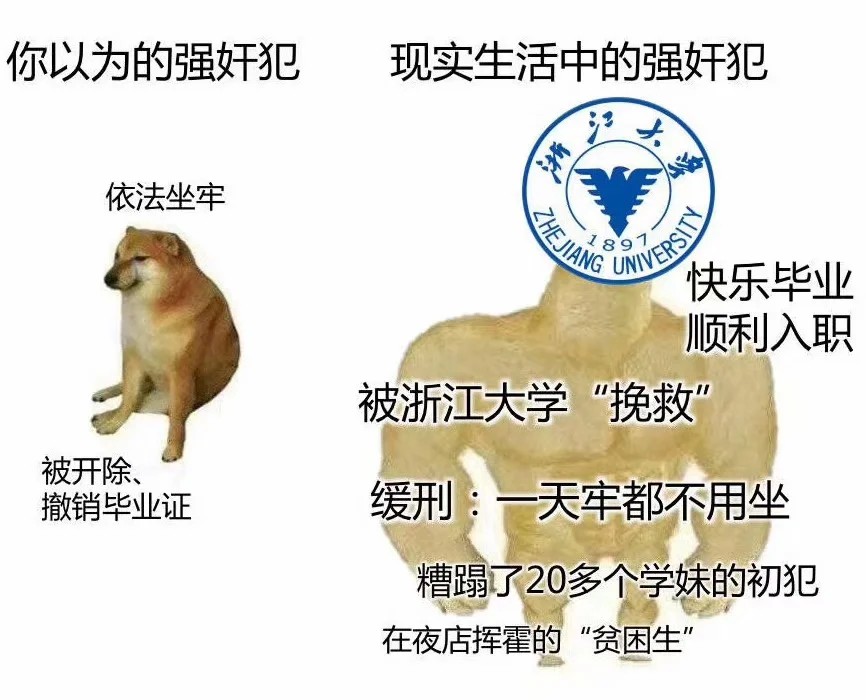 你以为的强奸犯
现实生活中的强奸犯
依法坐牢
被开除、
撤销毕业证
浙江大学
1897
ZHEJIANG UNIVERSITY
快乐毕业
顺利入职
被浙江大学“挽救”
缓刑：一天牢都不用坐
糟蹋了20多个学妹的初犯
在夜店挥霍的“贫困生”